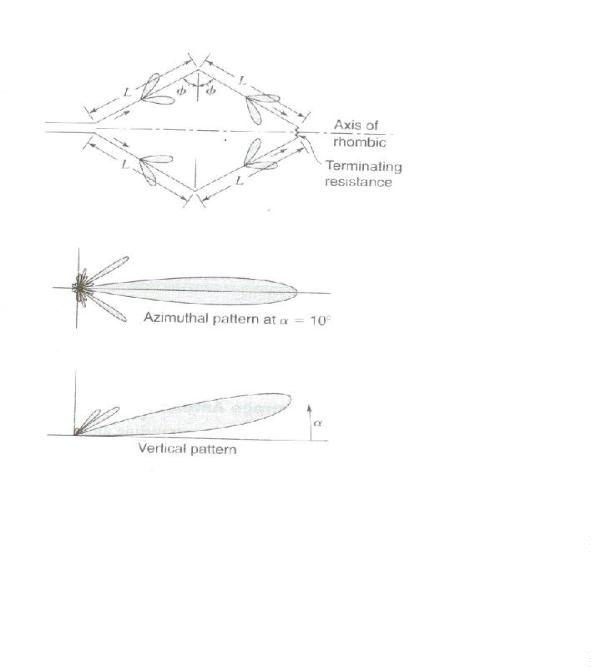 L
L
ϕ ϕ
Axis of
rhombic
Terminating
resistance
L
L
Azimuthal pattern at α = 10°
α
Vertical pattern